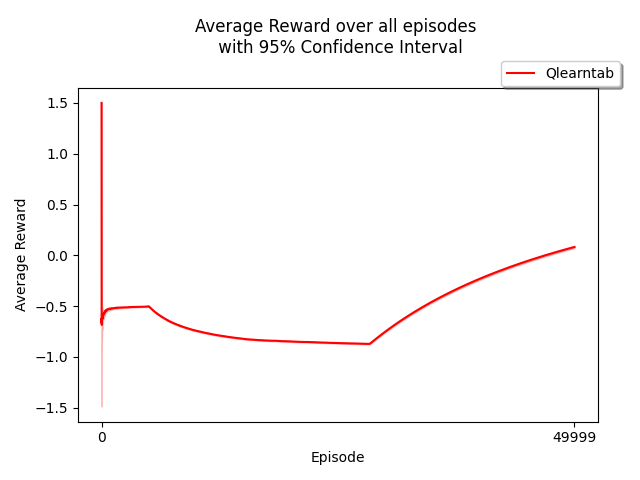 Average Reward over all episodes
with 95% Confidence Interval
Qlearntab
1.5
1.0
0.5
0.0
−0.5
−1.0
−1.5
Average Reward
0
49999
Episode